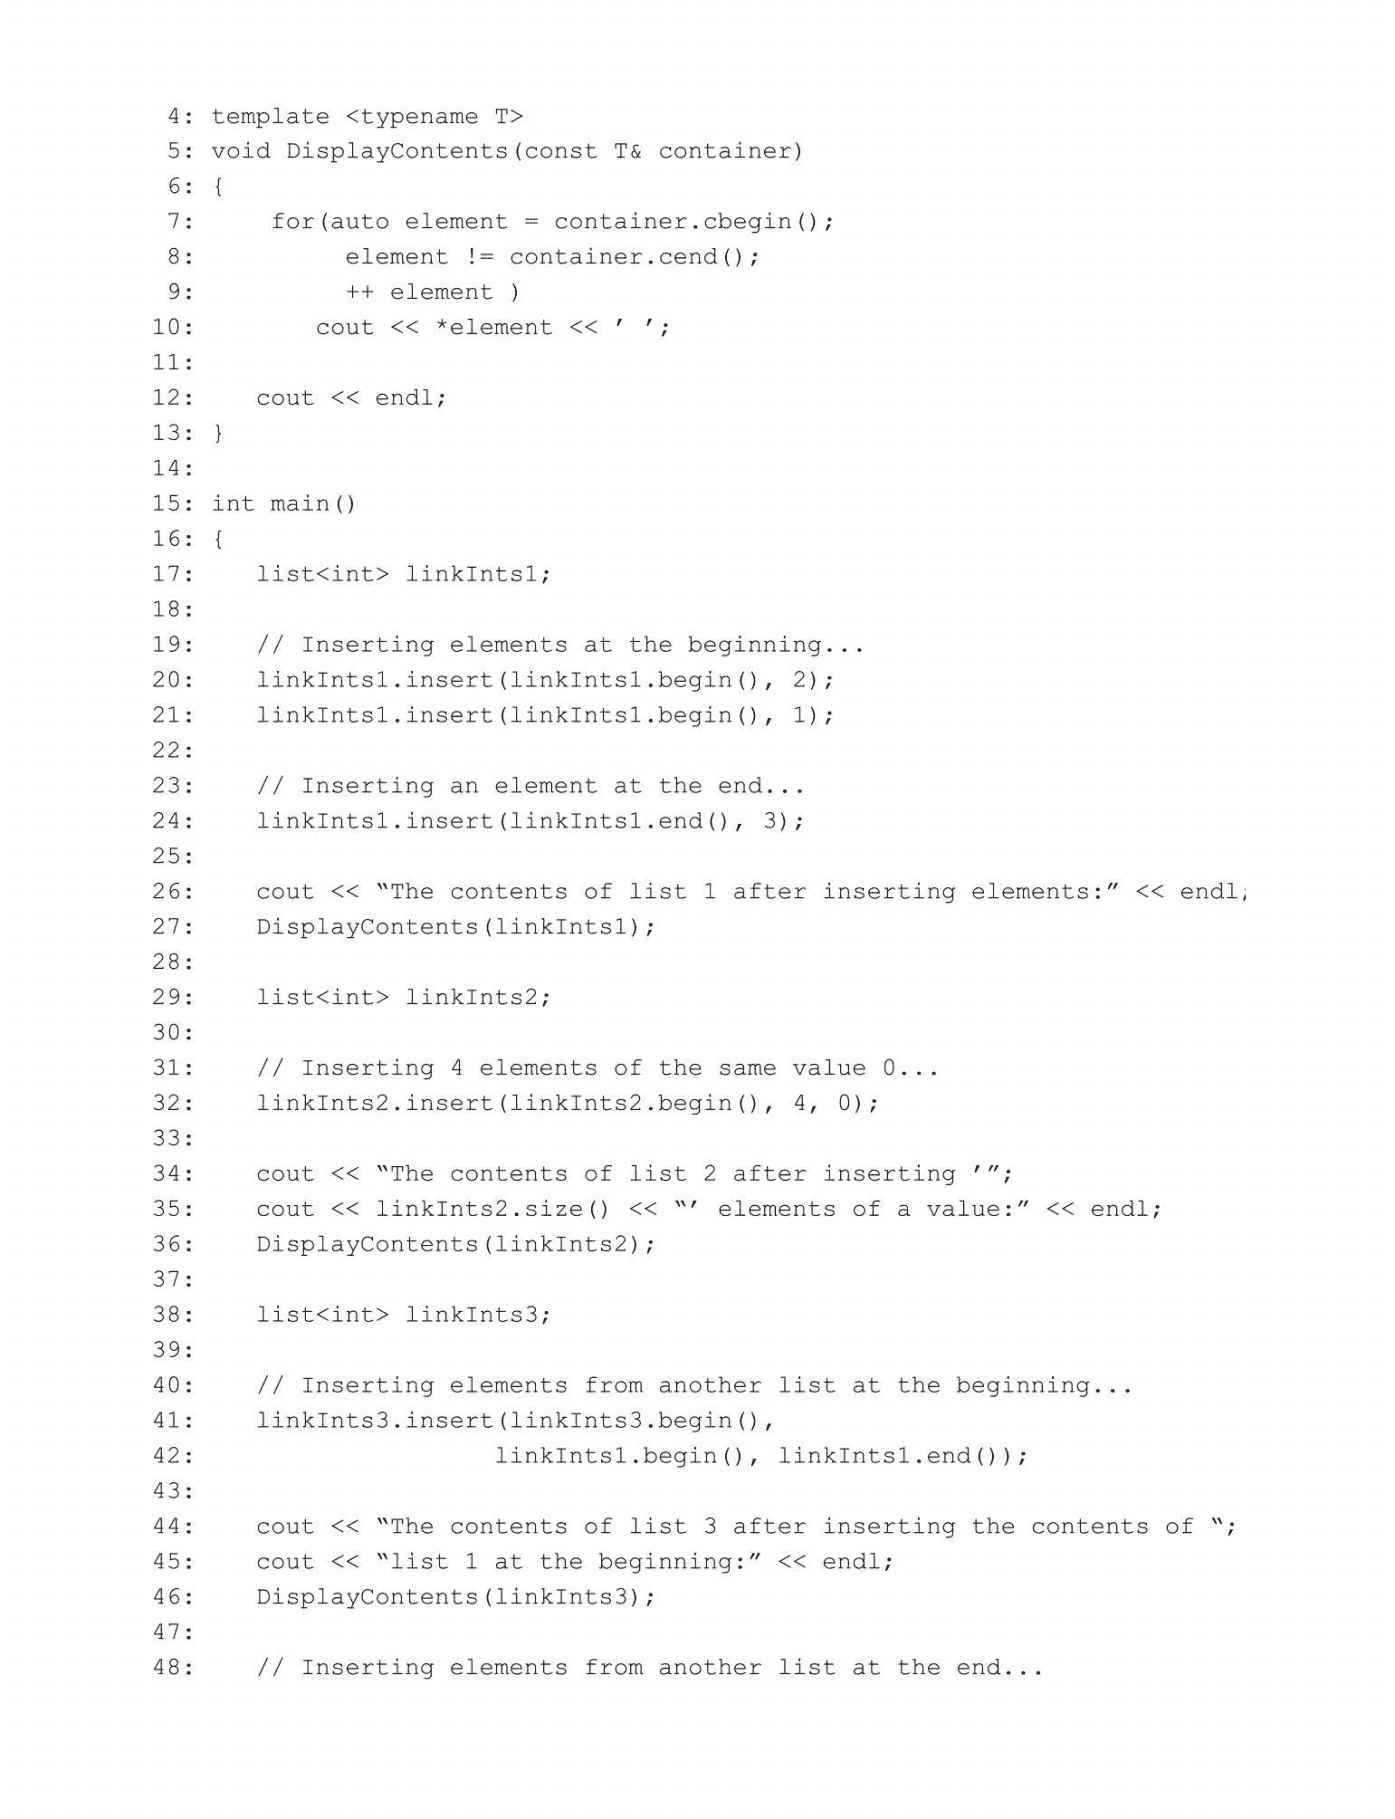 4: template <typename T>
5: void DisplayContents(const T& container)
6: {
7:     for(auto element = container.cbegin();
8:          element != container.cend();
9:          ++ element )
10:        cout << *element << ’ ’;
11:
12:    cout << endl;
13: }
14:
15: int main()
16: {
17:    list<int> linkInts1;
18:
19:    // Inserting elements at the beginning...
20:    linkInts1.insert(linkInts1.begin(), 2);
21:    linkInts1.insert(linkInts1.begin(), 1);
22:
23:    // Inserting an element at the end...
24:    linkInts1.insert(linkInts1.end(), 3);
25:
26:    cout << “The contents of list 1 after inserting elements:” << endl;
27:    DisplayContents(linkInts1);
28:
29:    list<int> linkInts2;
30:
31:    // Inserting 4 elements of the same value 0...
32:    linkInts2.insert(linkInts2.begin(), 4, 0);
33:
34:    cout << “The contents of list 2 after inserting ’”;
35:    cout << linkInts2.size() << “’ elements of a value:” << endl;
36:    DisplayContents(linkInts2);
37:
38:    list<int> linkInts3;
39:
40:    // Inserting elements from another list at the beginning...
41:    linkInts3.insert(linkInts3.begin(),
42:                    linkInts1.begin(), linkInts1.end());
43:
44:    cout << “The contents of list 3 after inserting the contents of “;
45:    cout << “list 1 at the beginning:” << endl;
46:    DisplayContents(linkInts3);
47:
48:    // Inserting elements from another list at the end...